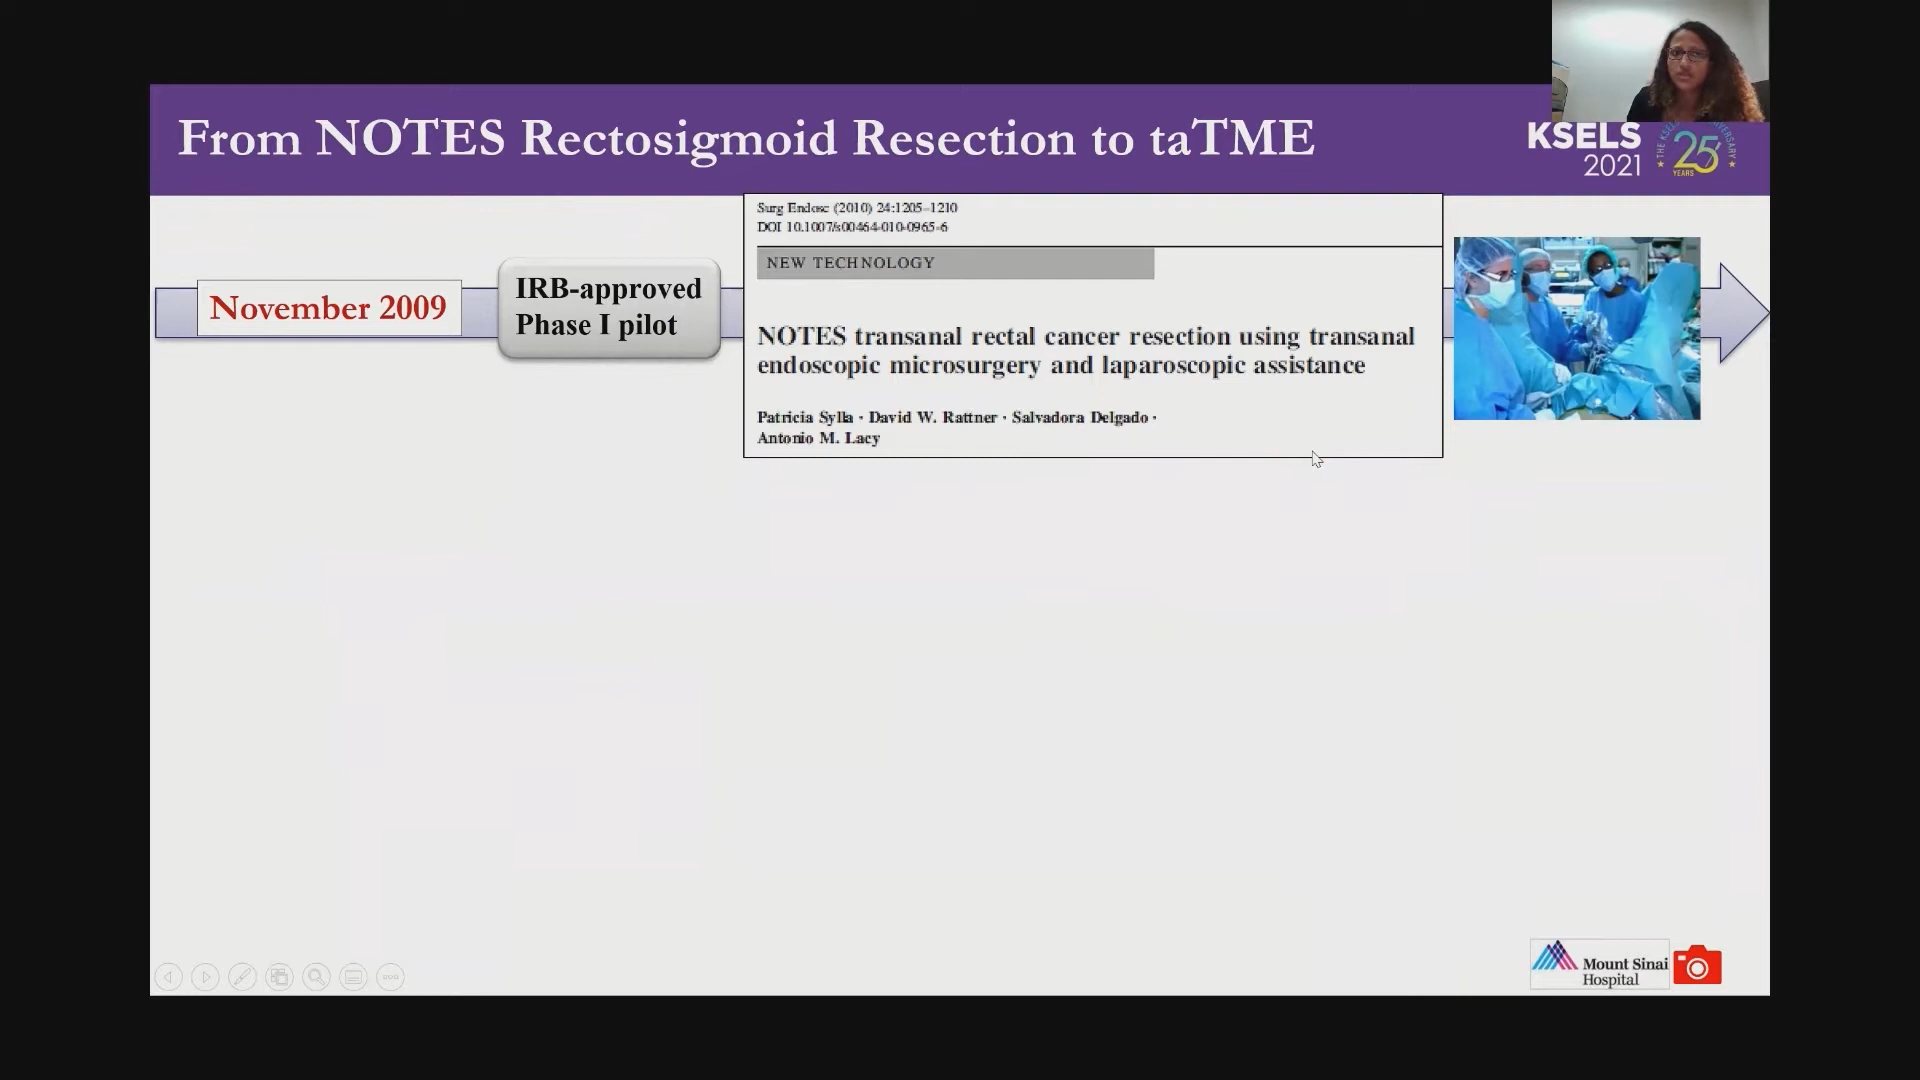 From NOTES Rectosigmoid Resection to taTME
KSELS
2021
25
YEARS
Surg Endosc (2010) 24:1205–1210
DOI 10.1007/s00464-010-0965-6
NEW TECHNOLOGY
November 2009
IRB-approved
Phase I pilot
NOTES transanal rectal cancer resection using transanal
endoscopic microsurgery and laparoscopic assistance
Patricia Sylla · David W. Rattner · Salvadora Delgado ·
Antonio M. Lacy
Mount Sinai
Hospital